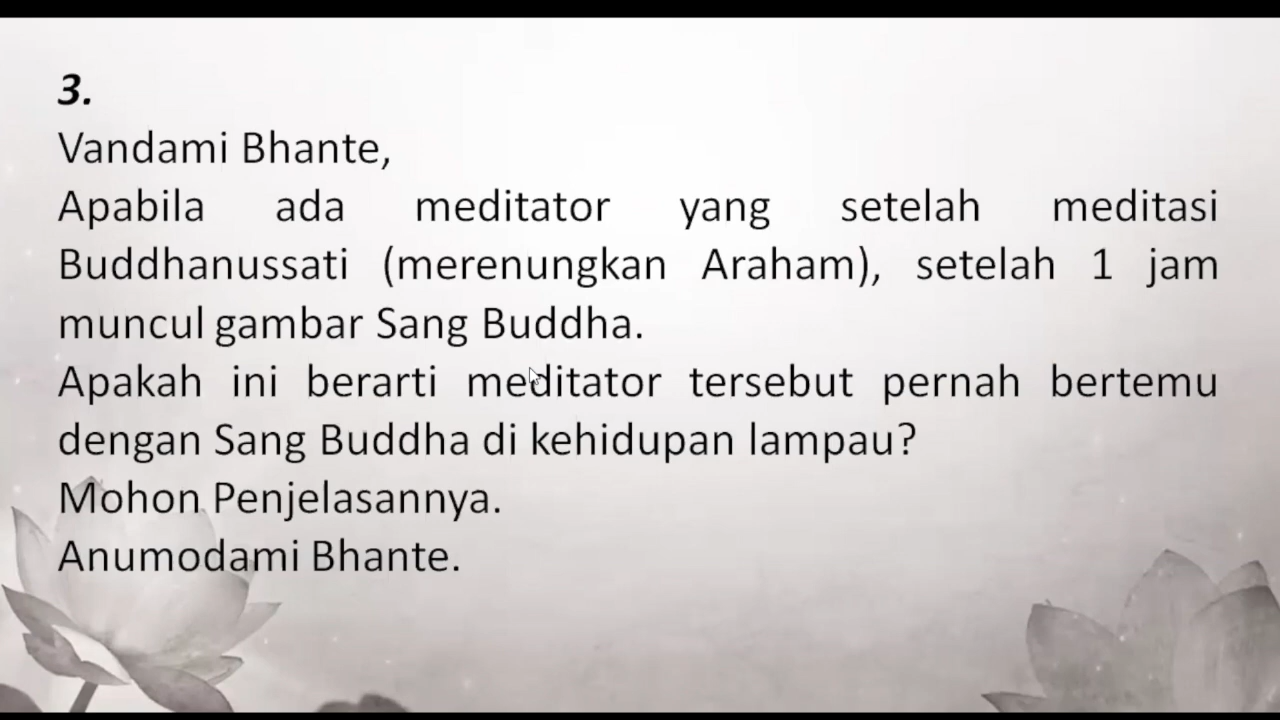 3.
Vandami Bhante,
Apabila ada meditator yang setelah meditasi
Buddhanussati (merenungkan Araham), setelah 1 jam
muncul gambar Sang Buddha.
Apakah ini berarti meditator tersebut pernah bertemu
dengan Sang Buddha di kehidupan lampau?
Mohon Penjelasannya.
Anumodami Bhante.